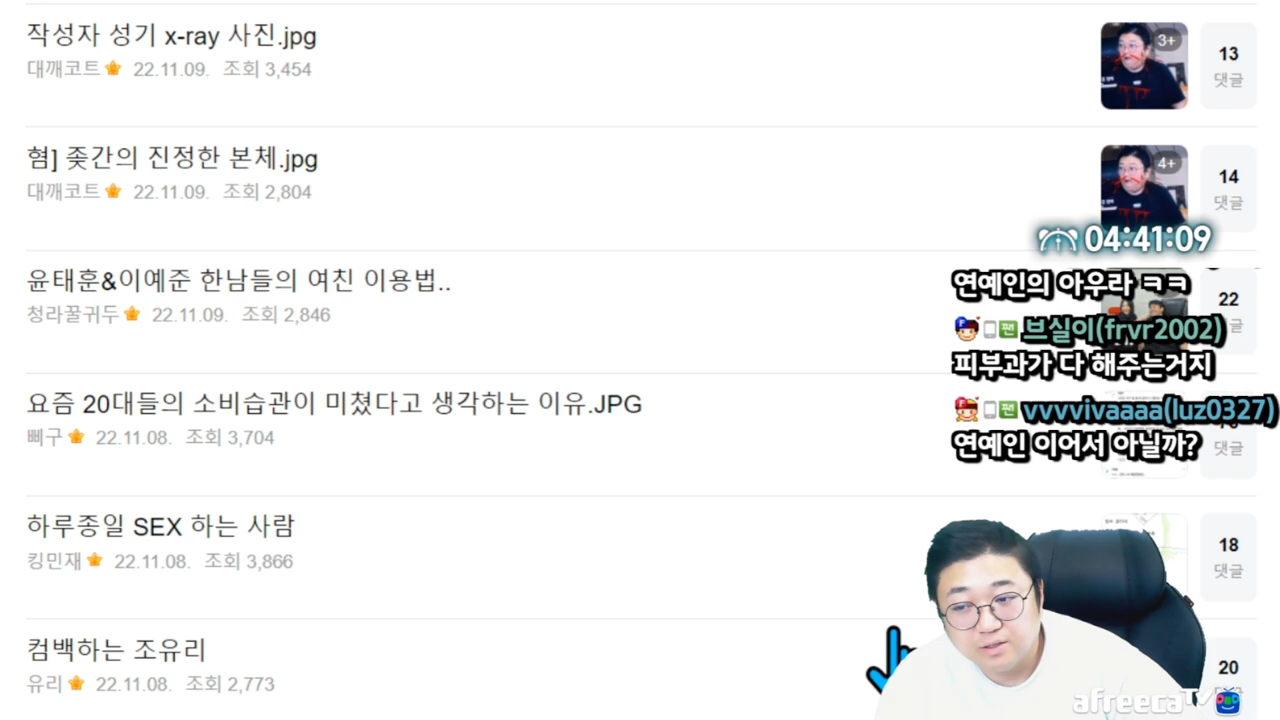 작성자 성기 x-ray 사진.jpg
대깨코트 22.11.09. 조회 3,454
3+
13
댓글
혐] 좆간의 진정한 본체.jpg
대깨코트 22.11.09. 조회 2,804
4+
14
댓글
04:41:09
윤태훈&이예준 한남들의 여친 이용법..
청라꿀귀두 22.11.09. 조회 2,846
22
연예인의 아우라 ㅋㅋ
브실이(frvr2002)
피부과가 다 해주는거지
요즘 20대들의 소비습관이 미쳤다고 생각하는 이유.JPG
삐구 22.11.08. 조회 3,704
댓글
vvvvivaaaa(luz0327)
연예인 이어서 아닐까?
하루종일 SEX 하는 사람
킹민재 22.11.08. 조회 3,866
18
댓글
컴백하는 조유리
유리 22.11.08. 조회 2,773
20
afreecaTV